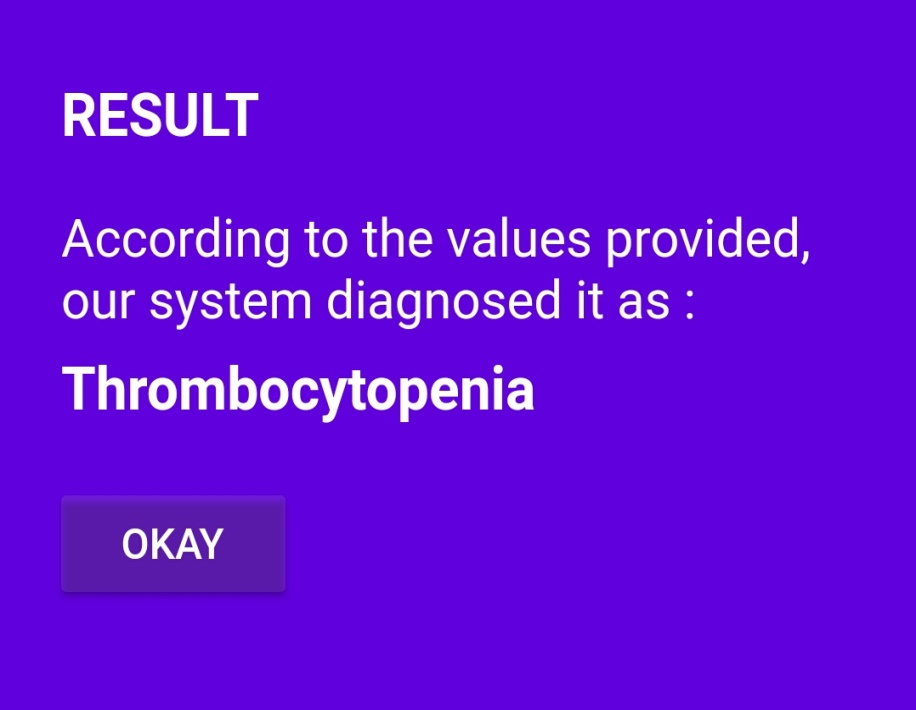 RESULT
According to the values provided,
our system diagnosed it as :
Thrombocytopenia
OKAY